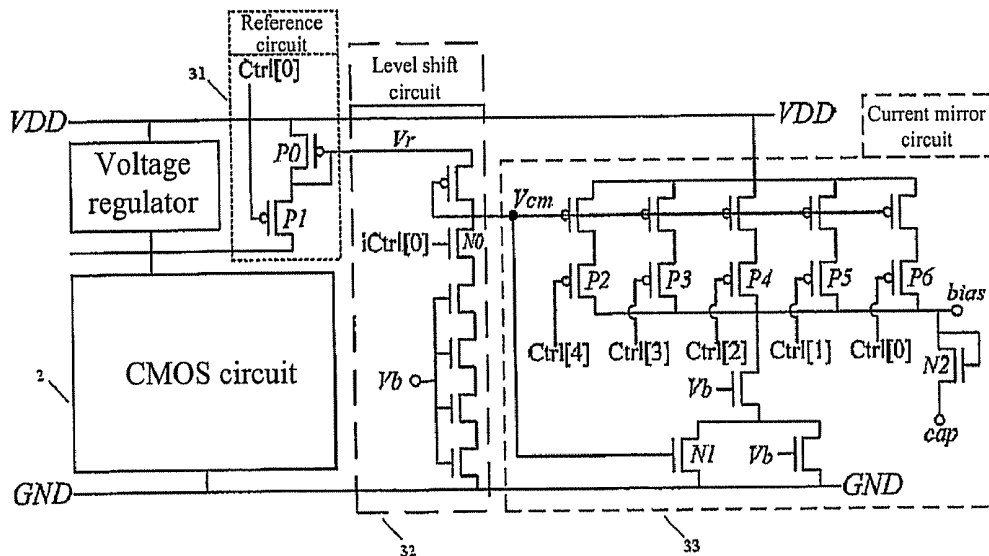 Reference
circuit
31
Ctrl[0]
Level shift
circuit
VDD
VDD
Current mirror
circuit
Voltage
regulator
P0
Vr
P1
Vcm
iCtrl[0]
N0
P2
P3
P4
P5
P6
bias
Ctrl[4]
Ctrl[3]
Ctrl[2]
Ctrl[1]
Ctrl[0]
N2
2
CMOS circuit
Vb
Vb
cap
N1
Vb
GND
GND
32
33